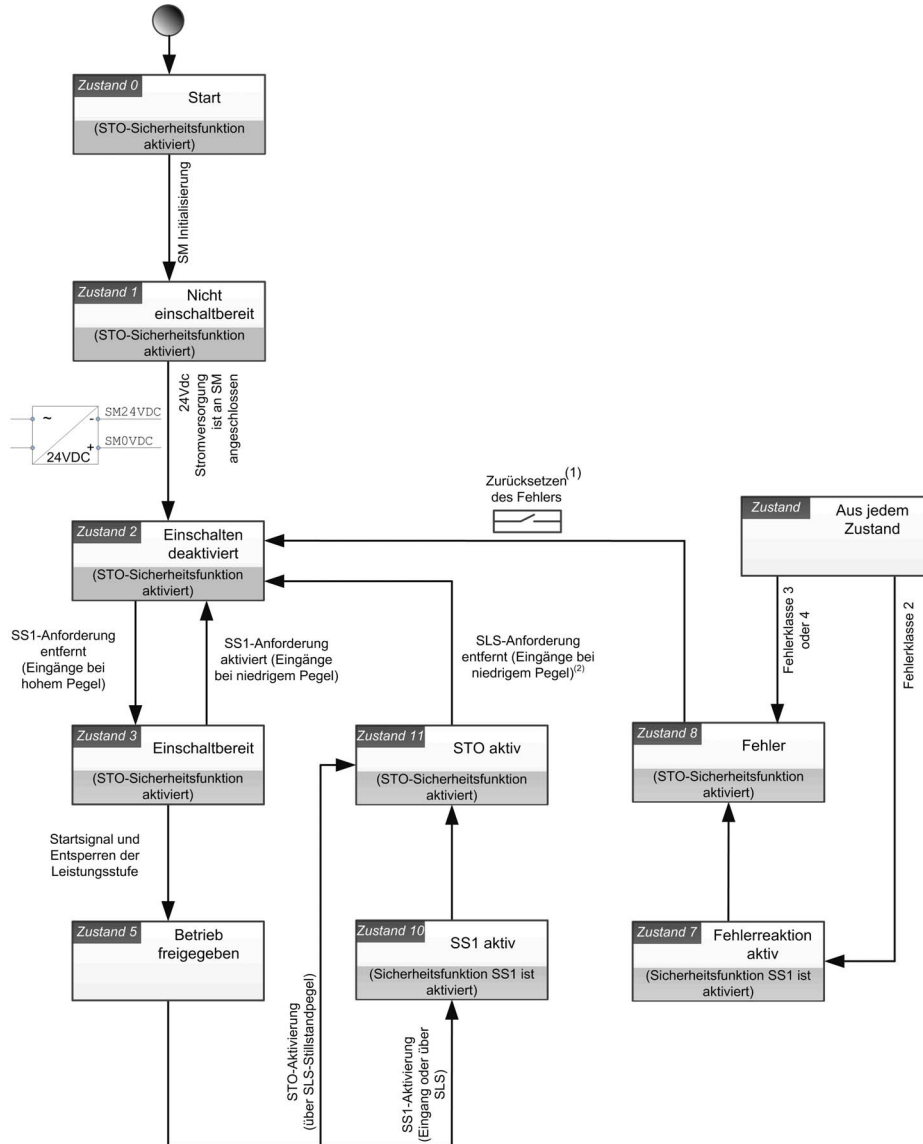 Zustand 0
Start
(STO-Sicherheitsfunktion
aktiviert)
SM Initialisierung
Zustand 1
Nicht
einschaltbereit
(STO-Sicherheitsfunktion
aktiviert)
24Vdc
Stromversorgung
ist an SM
angeschlossen
~
-
SM24VDC
+
SM0VDC
24VDC
Zurücksetzen(1)
des Fehlers
Zustand
Aus jedem
Zustand
Zustand 2
Einschalten
deaktiviert
(STO-Sicherheitsfunktion
aktiviert)
Fehlerklasse 3
oder 4
Fehlerklasse 2
SS1-Anforderung
entfernt
(Eingänge bei
hohem Pegel)
SS1-Anforderung
aktiviert (Eingänge
bei niedrigem Pegel)
SLS-Anforderung
entfernt (Eingänge bei
niedrigem Pegel)(2)
Zustand 3
Einschaltbereit
(STO-Sicherheitsfunktion
aktiviert)
Zustand 11
STO aktiv
(STO-Sicherheitsfunktion
aktiviert)
Zustand 8
Fehler
(STO-Sicherheitsfunktion
aktiviert)
Startsignal und
Entsperren der
Leistungsstufe
Zustand 5
Betrieb
freigegeben
Zustand 10
SS1 aktiv
(Sicherheitsfunktion SS1 ist
aktiviert)
Zustand 7
Fehlerreaktion
aktiv
(Sicherheitsfunktion SS1 ist
aktiviert)
STO-Aktivierung
(über SLS-Stillstandpegel)
SS1-Aktivierung
(Eingang oder über
SLS)